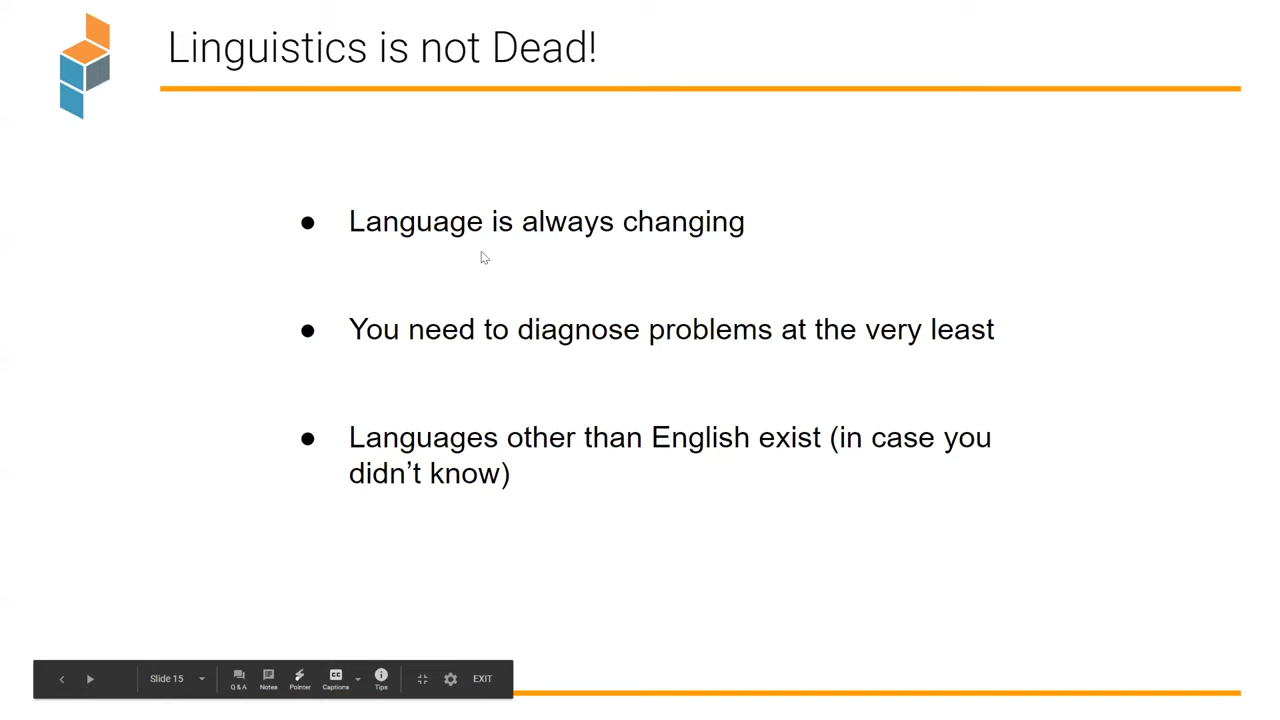 Linguistics is not Dead!
● Language is always changing
● You need to diagnose problems at the very least
● Languages other than English exist (in case you
didn't know)
Slide 15 Q & A Notes Pointer Captions Tips EXIT